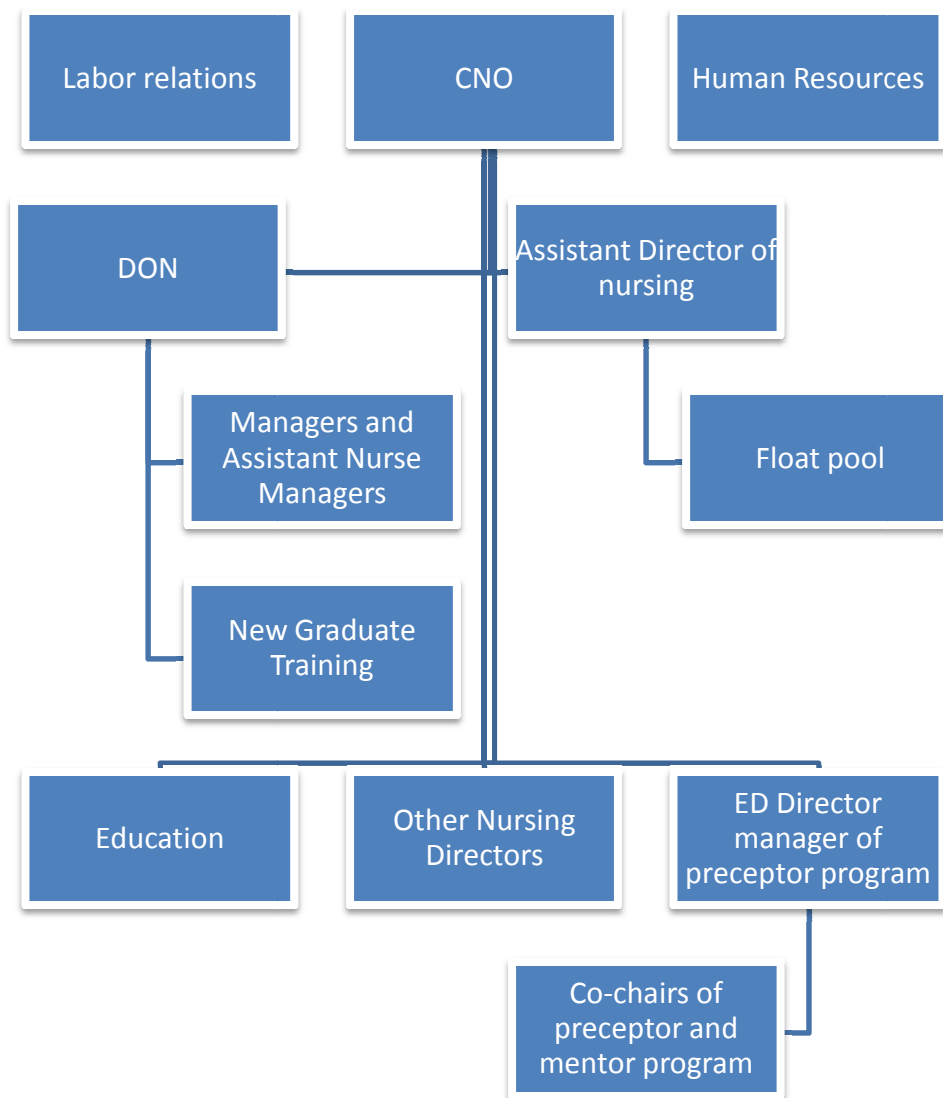 Labor relations
CNO
Human Resources
DON
Assistant Director of
nursing
Managers and
Assistant Nurse
Managers
Float pool
New Graduate
Training
Education
Other Nursing
Directors
ED Director
manager of
preceptor program
Co-chairs of
preceptor and
mentor program